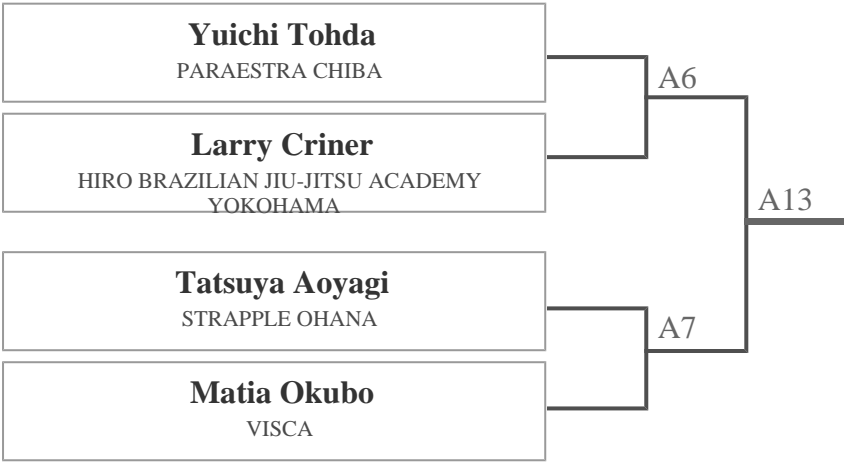 Yuichi Tohda
PARAESTRA CHIBA
A6
Larry Criner
HIRO BRAZILIAN JIU-JITSU ACADEMY
YOKOHAMA
A13
Tatsuya Aoyagi
STRAPPLE OHANA
A7
Matia Okubo
VISCA